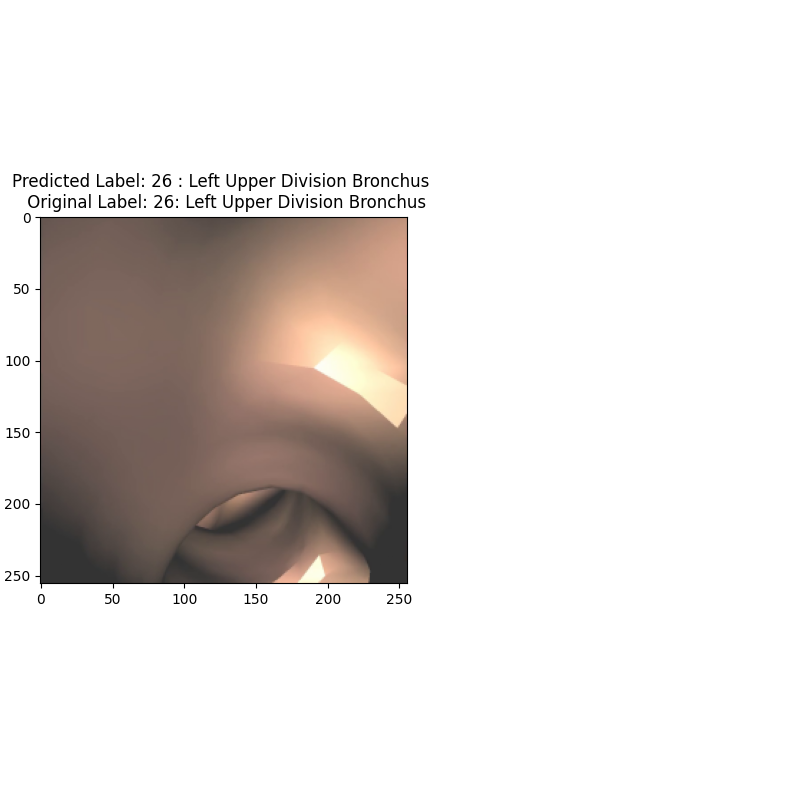 Predicted Label: 26 : Left Upper Division Bronchus
Original Label: 26: Left Upper Division Bronchus
0
50
100
150
200
250
0 50 100 150 200 250